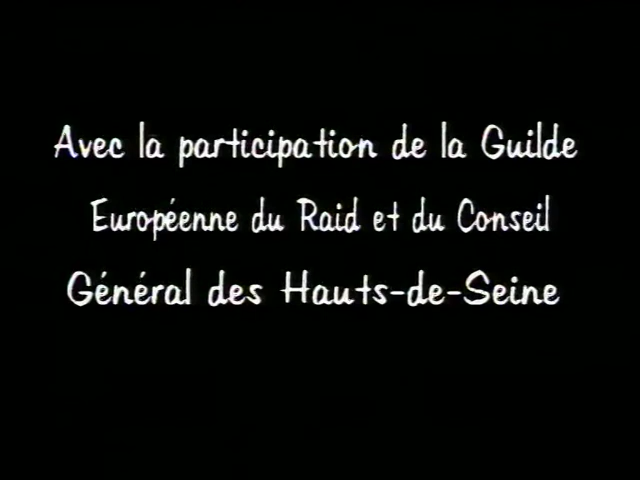 Avec la participation de la Guilde
Européenne du Raid et du Conseil
Général des Hauts-de-Seine